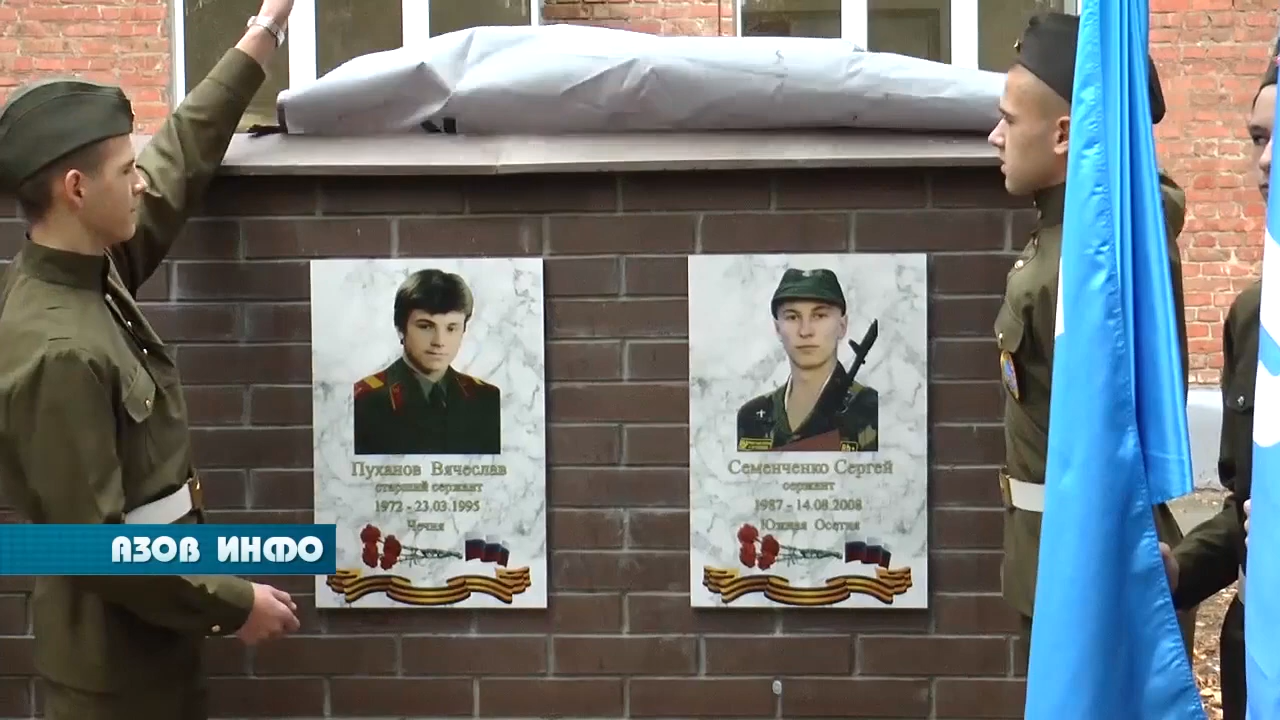 Пуханов Вячеслав
старший сержант
1972 - 23.03.1995
Чечня
Семенченко Сергей
сержант
1987 - 14.08.2008
Южная Осетия
АЗОВ ИНФО